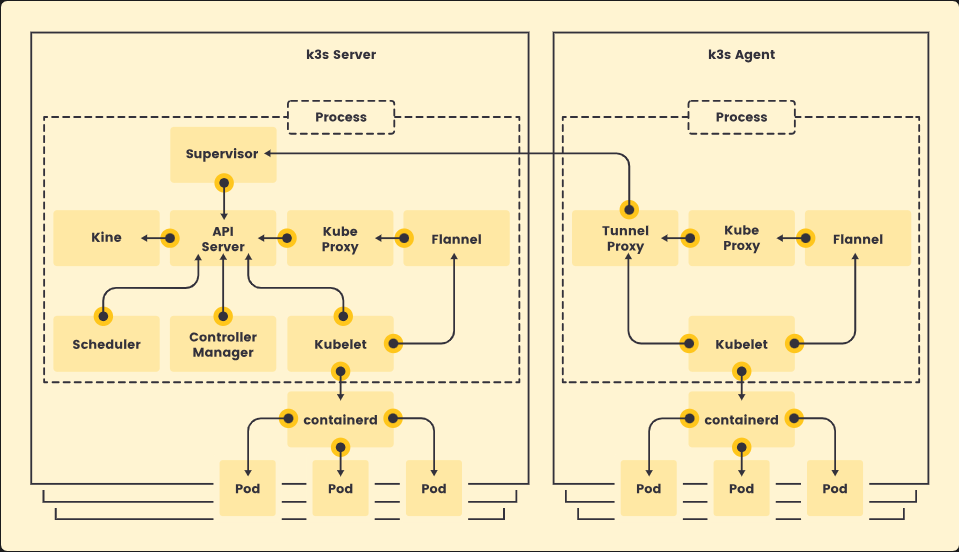 k3s Server
k3s Agent
Process
Process
Supervisor
Kine
API
Server
Kube
Proxy
Flannel
Tunnel
Proxy
Kube
Proxy
Flannel
Scheduler
Controller
Manager
Kubelet
Kubelet
containerd
containerd
Pod
Pod
Pod
Pod
Pod
Pod